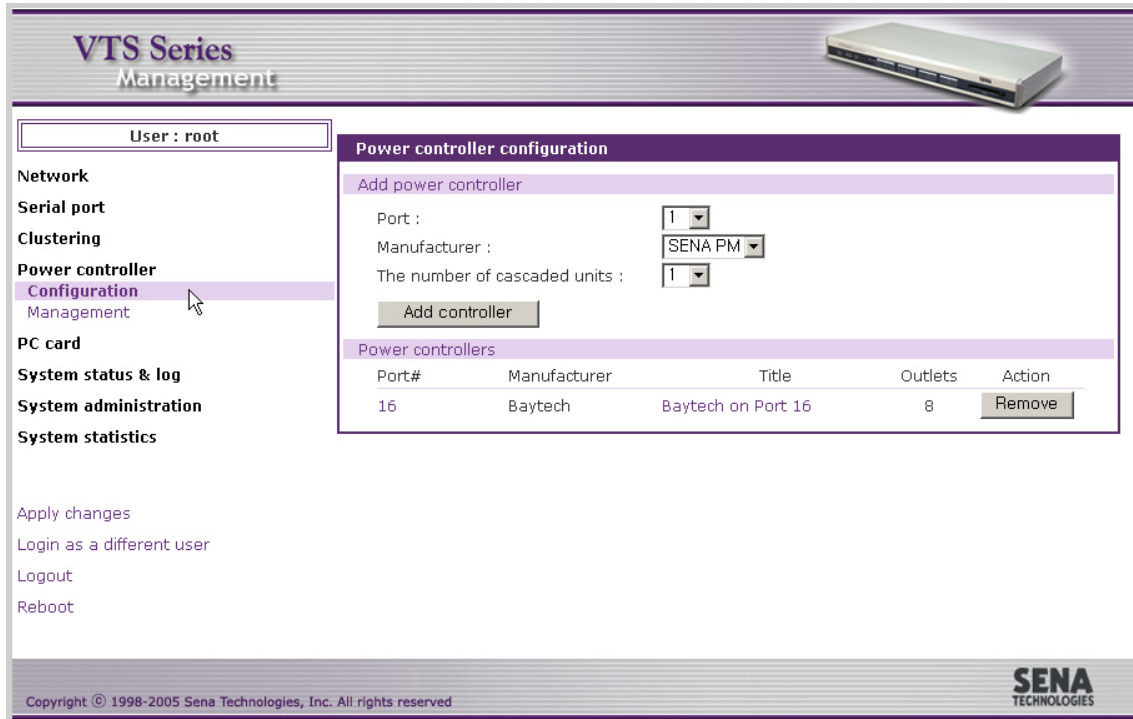 VTS Series
Management
User : root
Network
Serial port
Clustering
Power controller
Configuration
Management
PC card
System status & log
System administration
System statistics
Apply changes
Login as a different user
Logout
Reboot
Power controller configuration
Add power controller
Port : 1
Manufacturer : SENA PM
The number of cascaded units : 1
Add controller
Power controllers
Port# Manufacturer Title Outlets Action
16 Baytech Baytech on Port 16 8 Remove
Copyright © 1998-2005 Sena Technologies, Inc. All rights reserved
SENA
TECHNOLOGIES